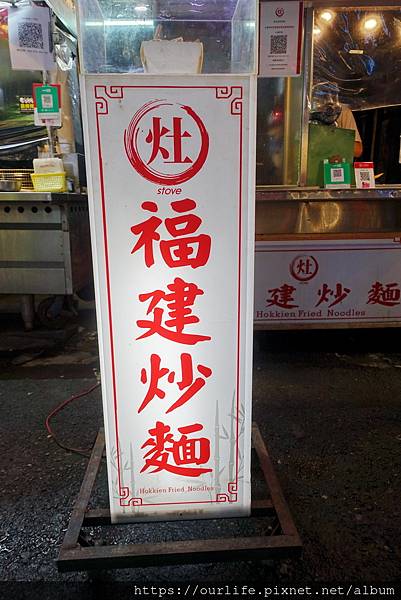 灶
stove
福建炒麵
Hokkien Fried Noodles
灶
建炒麵
Hokkien Fried Noodles
https://ourlife.pixnet.net/album